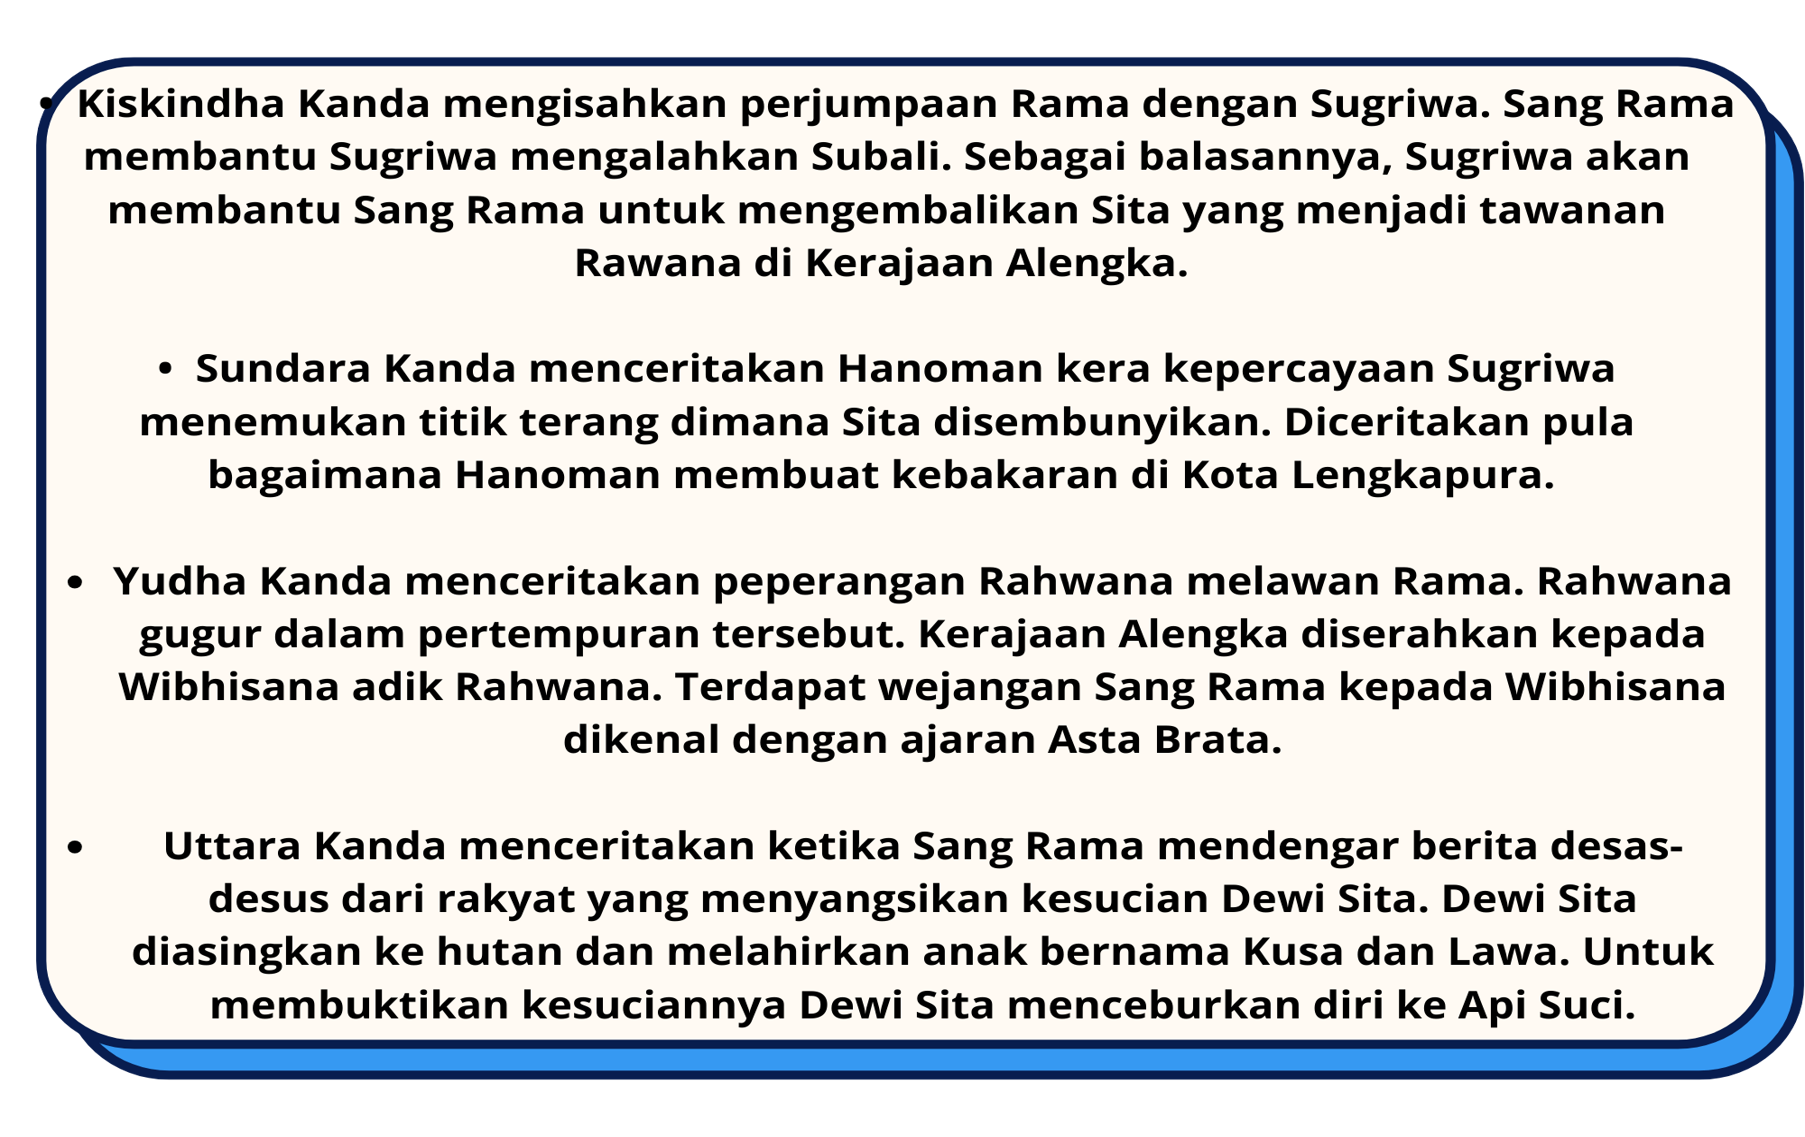 • Kiskindha Kanda mengisahkan perjumpaan Rama dengan Sugriwa. Sang Rama
membantu Sugriwa mengalahkan Subali. Sebagai balasannya, Sugriwa akan
membantu Sang Rama untuk mengembalikan Sita yang menjadi tawanan
Rawana di Kerajaan Alengka.
• Sundara Kanda menceritakan Hanoman kera kepercayaan Sugriwa
menemukan titik terang dimana Sita disembunyikan. Diceritakan pula
bagaimana Hanoman membuat kebakaran di Kota Lengkapura.
• Yudha Kanda menceritakan peperangan Rahwana melawan Rama. Rahwana
gugur dalam pertempuran tersebut. Kerajaan Alengka diserahkan kepada
Wibhisana adik Rahwana. Terdapat wejangan Sang Rama kepada Wibhisana
dikenal dengan ajaran Asta Brata.
• Uttara Kanda menceritakan ketika Sang Rama mendengar berita desas-
desus dari rakyat yang menyangsikan kesucian Dewi Sita. Dewi Sita
diasingkan ke hutan dan melahirkan anak bernama Kusa dan Lawa. Untuk
membuktikan kesuciannya Dewi Sita menceburkan diri ke Api Suci.